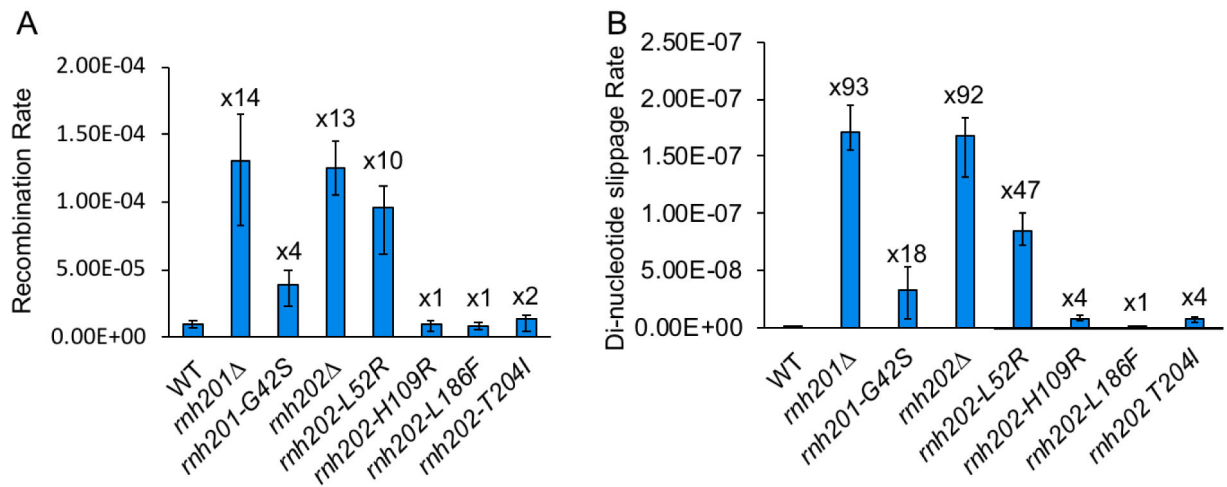 A
Recombination Rate
2.00E-04
1.50E-04
1.00E-04
5.00E-05
0.00E+00
x14
x4
x13
x10
x1
x1
x2
WT
rnh201Δ
rnh201-G42S
rnh202Δ
rnh202-L52R
rnh202-H109R
rnh202-L186F
rnh202-T204I
B
Di-nucleotide slippage Rate
2.50E-07
2.00E-07
1.50E-07
1.00E-07
5.00E-08
0.00E+00
x93
x18
x92
x47
x4
x1
x4
WT
rnh201Δ
rnh201-G42S
rnh202Δ
rnh202-L52R
rnh202-H109R
rnh202-L186F
rnh202 T204I